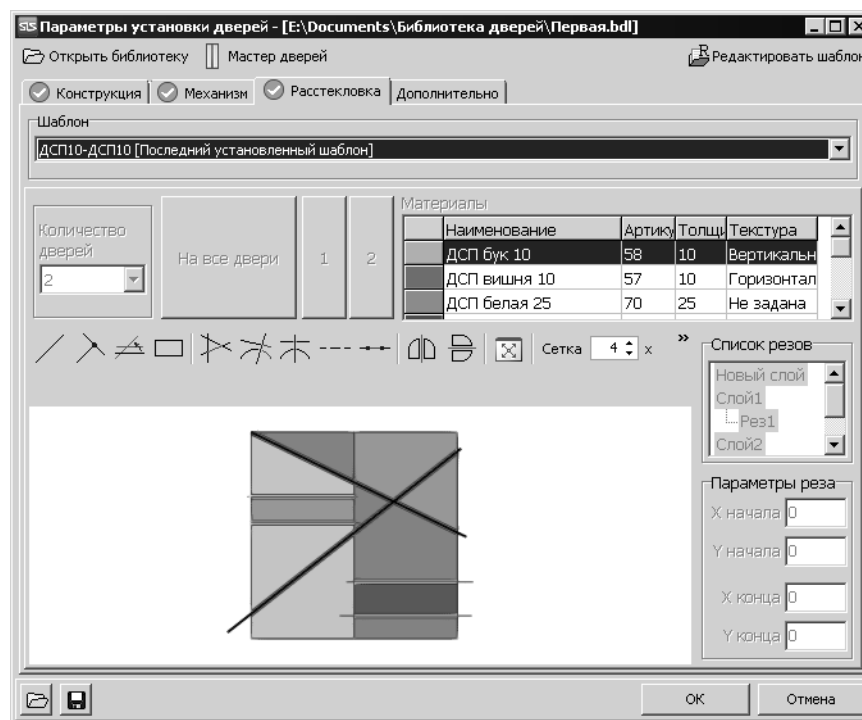 SLS Параметры установки дверей - [E:\Documents\Библиотека дверей\Первая.bdl]
Открыть библиотеку Мастер дверей Редактировать шаблон
Конструкция Механизм Расстекловка Дополнительно
Шаблон
ДСП10-ДСП10 [Последний установленный шаблон]
Количество дверей
2
На все двери 1 2
Материалы
Наименование Артику Толщи Текстура
ДСП бук 10 58 10 Вертикальн
ДСП вишня 10 57 10 Горизонтал
ДСП белая 25 70 25 Не задана
Сетка 4 x »
Список резов
Новый слой
Слой1
Рез1
Слой2
Параметры реза
X начала 0
Y начала 0
X конца 0
Y конца 0
OK Отмена